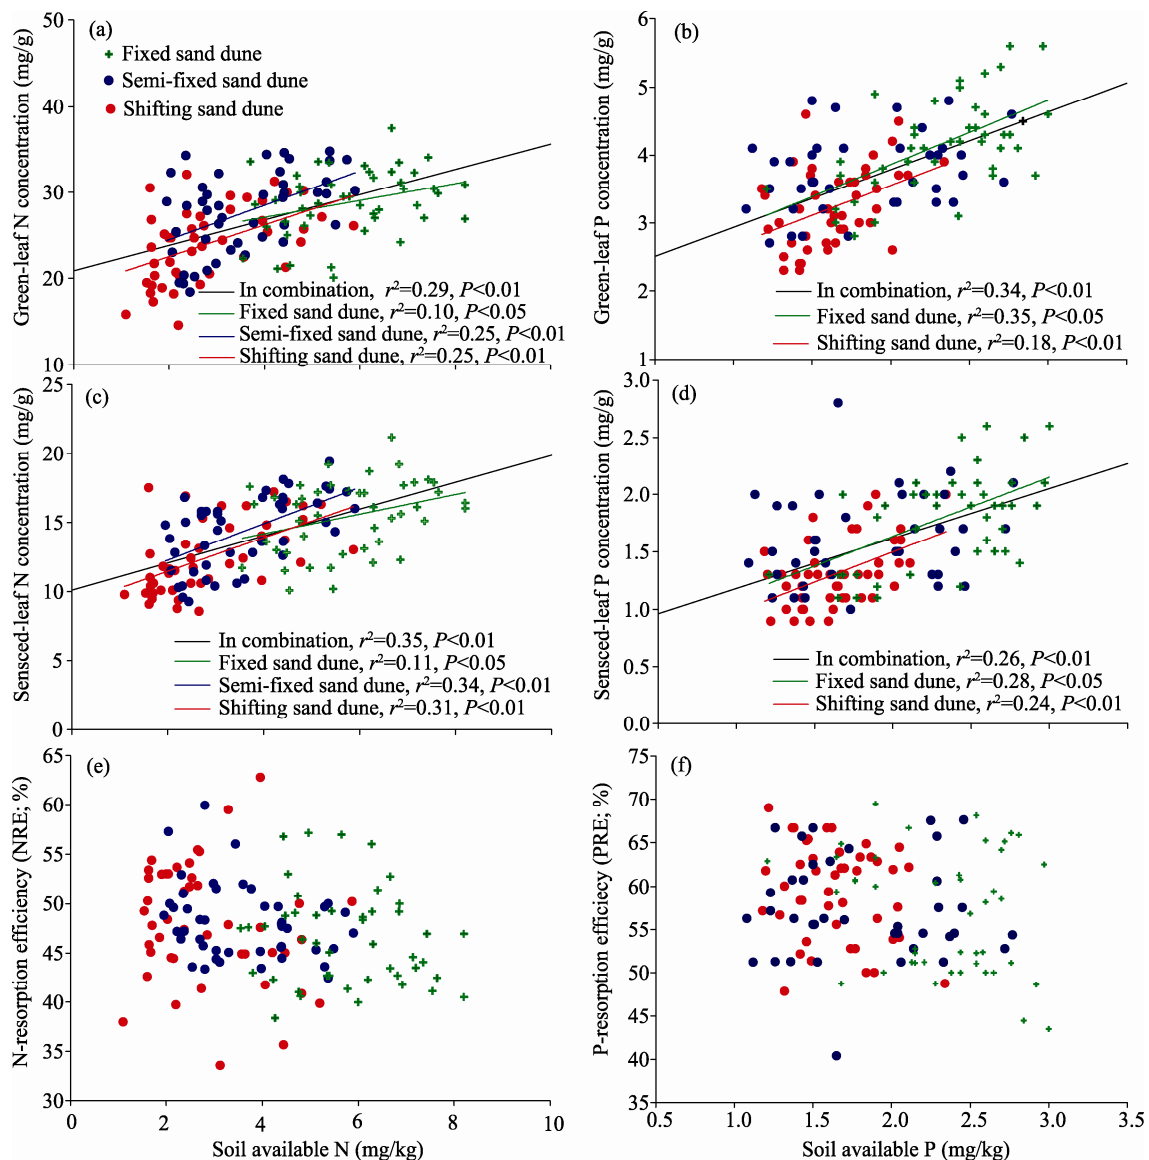 (a)
Fixed sand dune
Semi-fixed sand dune
Shifting sand dune
Green-leaf N concentration (mg/g)
50
40
30
20
10
In combination, r²=0.29, P<0.01
Fixed sand dune, r²=0.10, P<0.05
Semi-fixed sand dune, r²=0.25, P<0.01
Shifting sand dune, r²=0.25, P<0.01
(b)
Green-leaf P concentration (mg/g)
6
5
4
3
2
1
In combination, r²=0.34, P<0.01
Fixed sand dune, r²=0.35, P<0.05
Shifting sand dune, r²=0.18, P<0.01
(c)
Sensced-leaf N concentration (mg/g)
25
20
15
10
5
0
In combination, r²=0.35, P<0.01
Fixed sand dune, r²=0.11, P<0.05
Semi-fixed sand dune, r²=0.34, P<0.01
Shifting sand dune, r²=0.31, P<0.01
(d)
Sensced-leaf P concentration (mg/g)
3.0
2.5
2.0
1.5
1.0
0.5
0.0
In combination, r²=0.26, P<0.01
Fixed sand dune, r²=0.28, P<0.05
Shifting sand dune, r²=0.24, P<0.01
(e)
N-resorption efficiency (NRE; %)
65
60
55
50
45
40
35
30
0 2 4 6 8 10
Soil available N (mg/kg)
(f)
P-resorption efficiecy (PRE; %)
75
70
65
60
55
50
45
40
35
0.5 1.0 1.5 2.0 2.5 3.0 3.5
Soil available P (mg/kg)